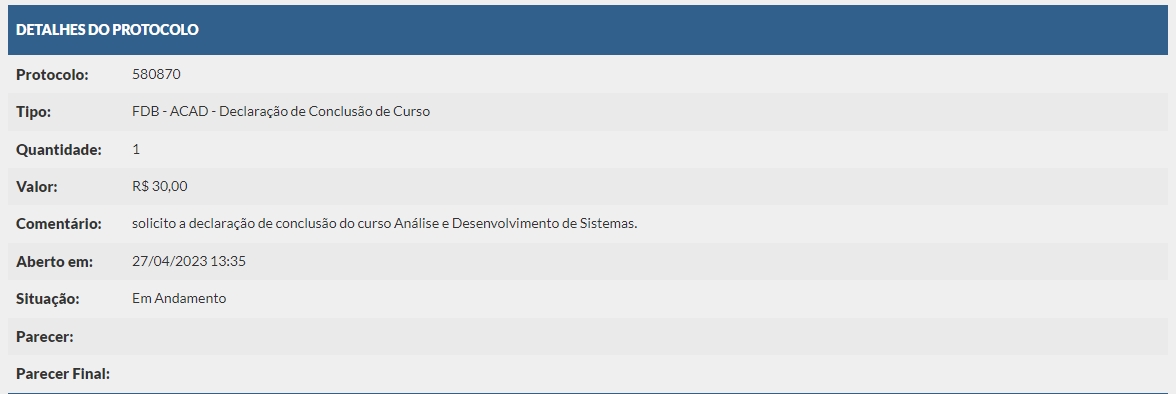 DETALHES DO PROTOCOLO
Protocolo: 580870
Tipo: FDB - ACAD - Declaração de Conclusão de Curso
Quantidade: 1
Valor: R$ 30,00
Comentário: solicito a declaração de conclusão do curso Análise e Desenvolvimento de Sistemas.
Aberto em: 27/04/2023 13:35
Situação: Em Andamento
Parecer:
Parecer Final: